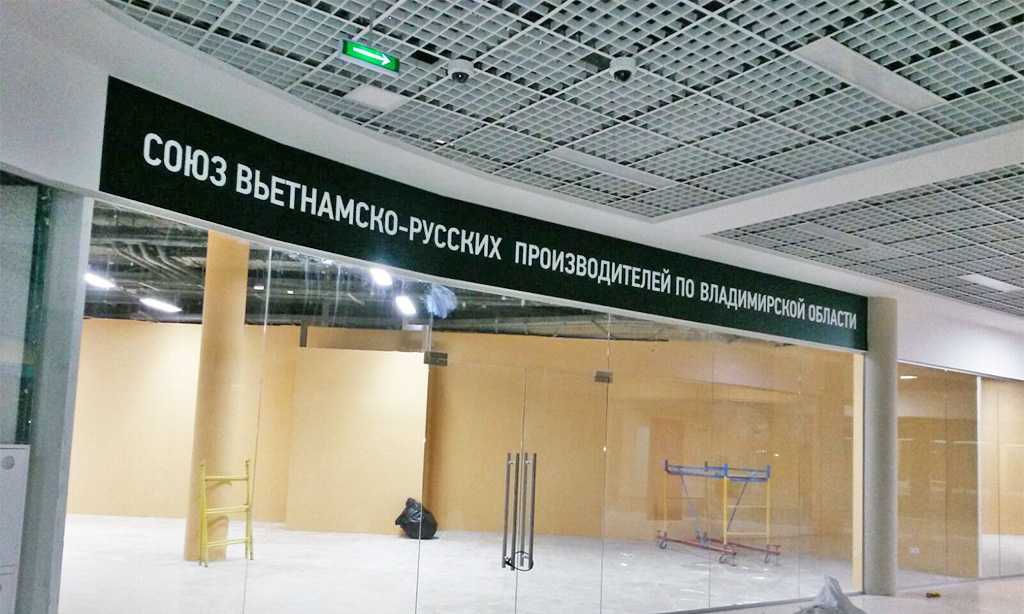 СОЮЗ ВЬЕТНАМСКО-РУССКИХ ПРОИЗВОДИТЕЛЕЙ ПО ВЛАДИМИРСКОЙ ОБЛАСТИ